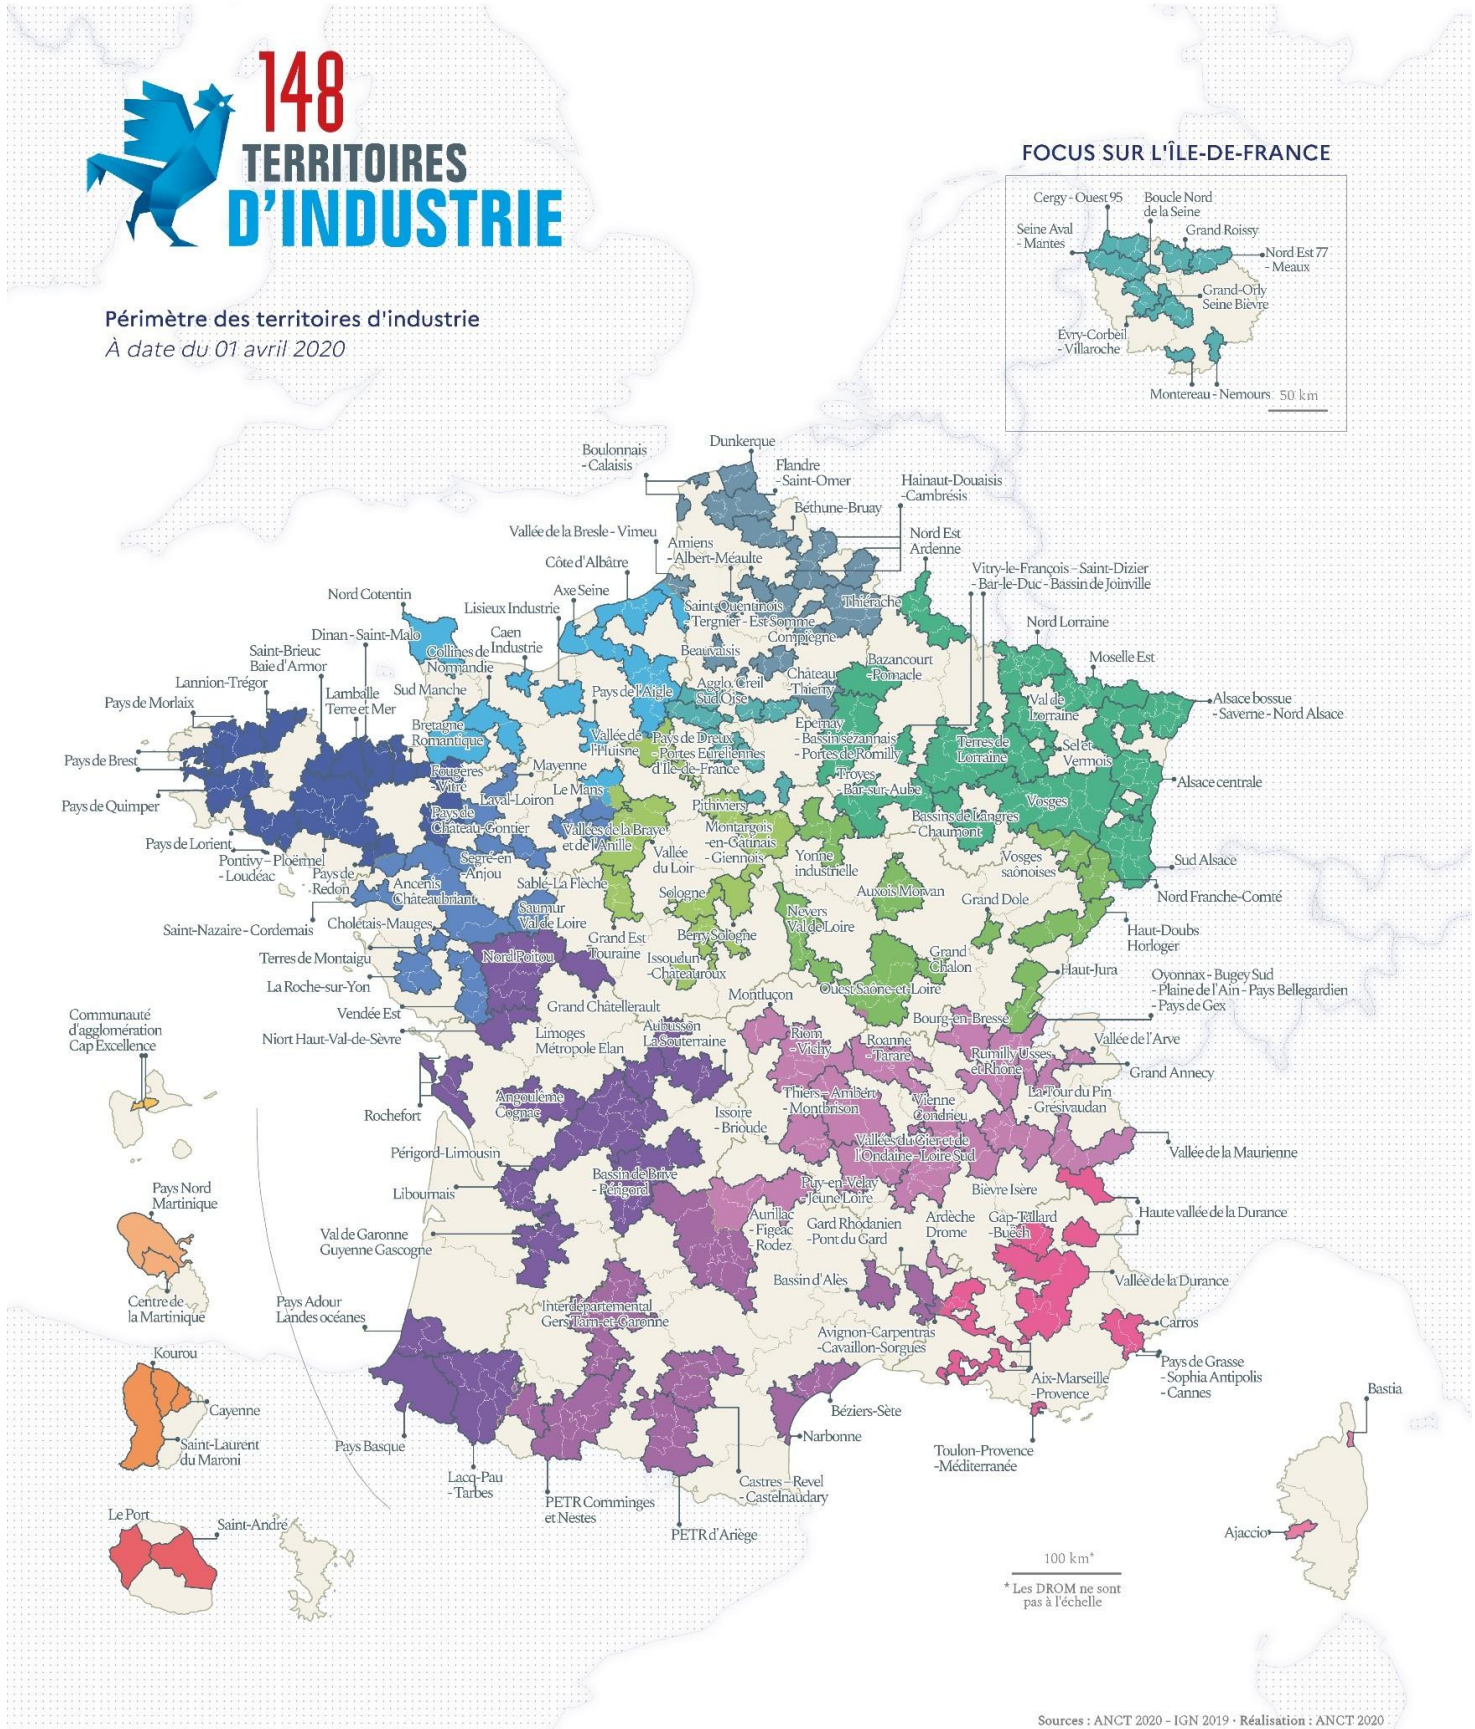 148
TERRITOIRES
D'INDUSTRIE
Périmètre des territoires d'industrie
À date du 01 avril 2020
FOCUS SUR L'ÎLE-DE-FRANCE
Cergy - Ouest 95
Boucle Nord
de la Seine
Seine Aval
- Mantes
Grand Roissy
Nord Est 77
- Meaux
Grand-Orly
Seine Bièvre
Évry-Corbeil
- Villaroche
Montereau - Nemours
50 km
Dunkerque
Boulonnais
- Calaisis
Flandre
- Saint-Omer
Hainaut-Douaisis
-Cambrésis
Béthune-Bruay
Vallée de la Bresle - Vimeu
Amiens
- Albert-Méaulte
Nord Est
Ardenne
Côte d'Albâtre
Vitry-le-François – Saint-Dizier
- Bar-le-Duc - Bassin de Joinville
Axe Seine
Nord Cotentin
Lisieux Industrie
Saint-Quentinois
- Tergnier - Est Somme
Thiérache
Compiègne
Nord Lorraine
Dinan - Saint-Malo
Caen
Industrie
Collines de
Normandie
Beauvaisis
Saint-Brieuc
Baie d'Armor
Moselle Est
Bazancourt
-Pomacle
Château
Thierry
Agglo. Creil
Sud Oise
Lannion-Trégor
Lamballe
Terre et Mer
Sud Manche
Pays de l'Aigle
Pays de Morlaix
Val de
Lorraine
Alsace bossue
- Saverne - Nord Alsace
Bretagne
Romantique
Vallée de
l'Huisne
Pays de Dreux
- Portes Euréliennes
d'Île-de-France
Epernay
- Bassin sézannais
- Portes de Romilly
Terres de
Lorraine
Sel et
Vermois
Pays de Brest
Fougères
- Vitré
Mayenne
Le Mans
Laval-Loiron
Troyes
- Bar-sur-Aube
Alsace centrale
Pays de Quimper
Pays de
Château-Gontier
Pithiviers
Vosges
Bassins de Langres
Chaumont
Vallées de la Braye
et de l'Anille
Montargois
-en-Gatinais
- Giennois
Pays de Lorient
Pontivy - Ploërmel
- Loudéac
Pays de
Redon
Segré-en
-Anjou
Vallée
du Loir
Yonne
industrielle
Vosges
saônoises
Sud Alsace
Ancenis
Châteaubriant
Sablé-La Flèche
Sologne
Auxois Morvan
Grand Dole
Nord Franche-Comté
Saint-Nazaire - Cordemais
Cholétais-Mauges
Saumur
Val de Loire
Nevers
Val de Loire
Berry Sologne
Haut-Doubs
Horloger
Terres de Montaigu
Nord Poitou
Grand Est
Touraine
Issoudun
-Châteauroux
Grand
Chalon
Haut-Jura
La Roche-sur-Yon
Ouest Saône-et-Loire
Oyonnax - Bugey Sud
- Plaine de l'Ain - Pays Bellegardien
- Pays de Gex
Vendée Est
Grand Châtellerault
Montluçon
Bourg-en-Bresse
Communauté
d'agglomération
Cap Excellence
Niort Haut-Val-de-Sèvre
Limoges
Métropole Elan
Aubusson
La Souterraine
Riom
- Vichy
Roanne
-Tarare
Rumilly Usses
et Rhône
Vallée de l'Arve
Grand Annecy
Rochefort
Angoulême
Cognac
Issoire
- Brioude
Thiers – Ambert
- Montbrison
Vienne
Condrieu
La Tour du Pin
- Grésivaudan
Vallées du Gier et de
l'Ondaine - Loire Sud
Vallée de la Maurienne
Périgord-Limousin
Libournais
Bassin de Brive
- Périgord
Puy-en-Velay
-Jeune Loire
Bièvre Isère
Pays Nord
Martinique
Val de Garonne
Guyenne Gascogne
Aurillac
- Figeac
- Rodez
Gard Rhodanien
-Pont du Gard
Ardèche
Drome
Gap-Tallard
-Buëch
Haute vallée de la Durance
Bassin d'Alès
Vallée de la Durance
Centre de
la Martinique
Pays Adour
Landes océanes
Interdépartemental
Gers Tarn-et-Garonne
Avignon-Carpentras
-Cavaillon-Sorgues
Carros
Kourou
Cayenne
Saint-Laurent
du Maroni
Aix-Marseille
-Provence
Pays de Grasse
- Sophia Antipolis
- Cannes
Bastia
Béziers-Sète
Narbonne
Pays Basque
Toulon-Provence
-Méditerranée
Lacq-Pau
- Tarbes
PETR Comminges
et Nestes
Castres – Revel
- Castelnaudary
PETR d'Ariège
Le Port
Saint-André
Ajaccio
100 km*
* Les DROM ne sont
pas à l'échelle
Sources : ANCT 2020 - IGN 2019 · Réalisation : ANCT 2020